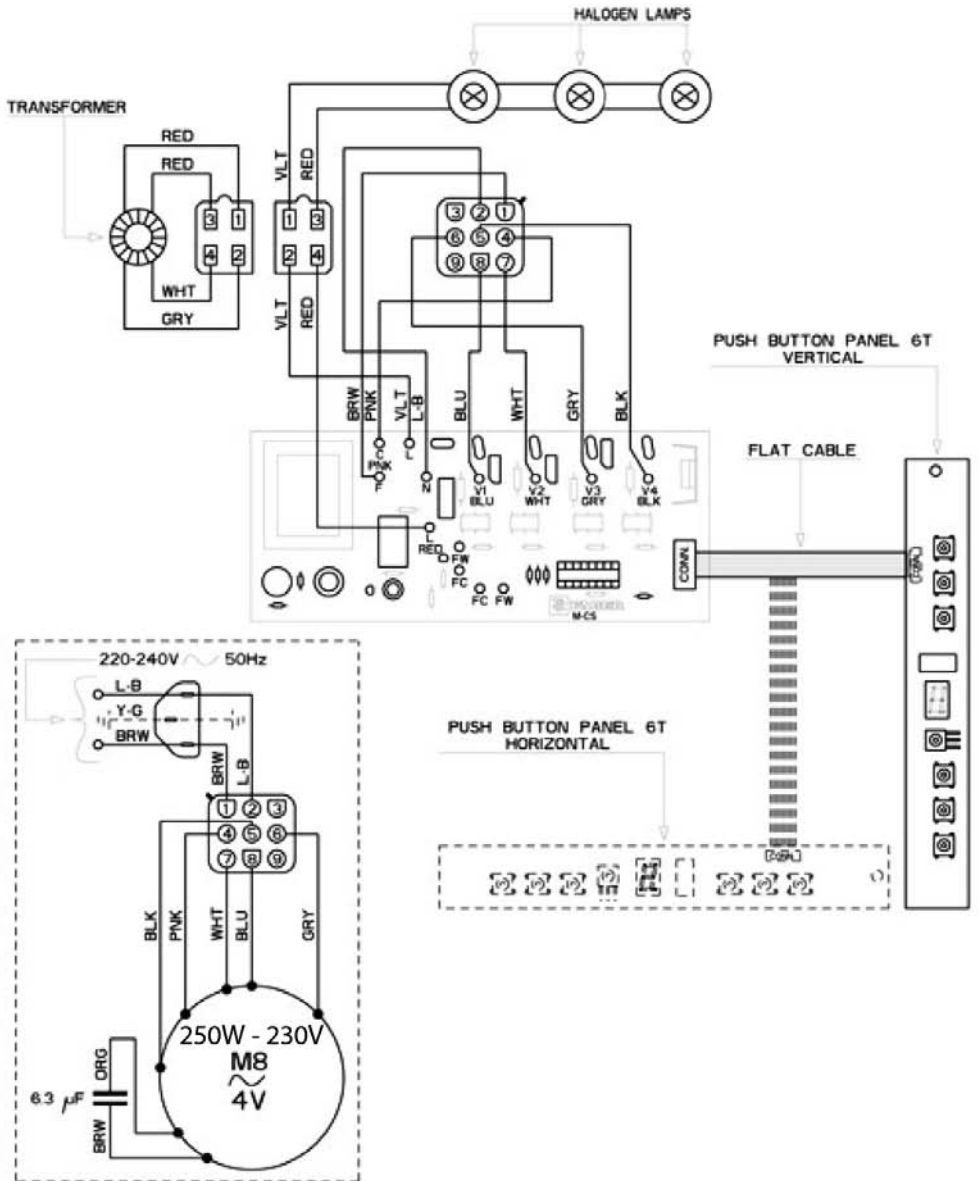 HALOGEN LAMPS
TRANSFORMER
RED
RED
VLT
RED
3 1
4 2
1 3
2 4
3 2 1
6 5 4
9 8 7
WHT
GRY
VLT
RED
PUSH BUTTON PANEL 6T
VERTICAL
BRW
PNK
VLT
L-B
BLU
WHT
GRY
BLK
FLAT CABLE
C
L
PNK
F
N
V1
BLU
V2
WHT
V3
GRY
V4
BLK
L
RED
FW
FC
FC FW
CONN.
M-CS
220-240V 50Hz
L-B
Y-G
BRW
BRW
L-B
PUSH BUTTON PANEL 6T
HORIZONTAL
1 2 3
4 5 6
7 8 9
BLK
PNK
WHT
BLU
GRY
250W - 230V
M8
4V
6.3 µF
ORG
BRW